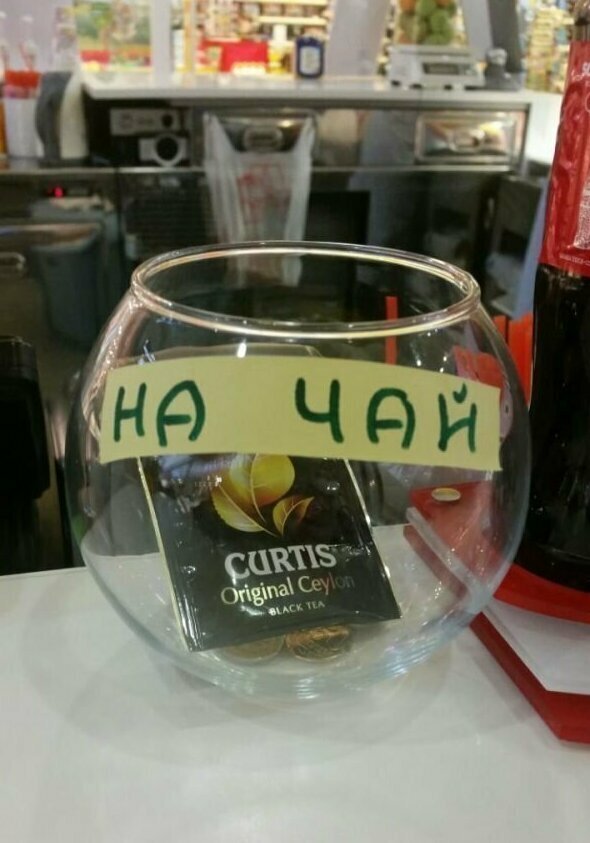 НА ЧАЙ
CURTIS
Original Ceylon
BLACK TEA